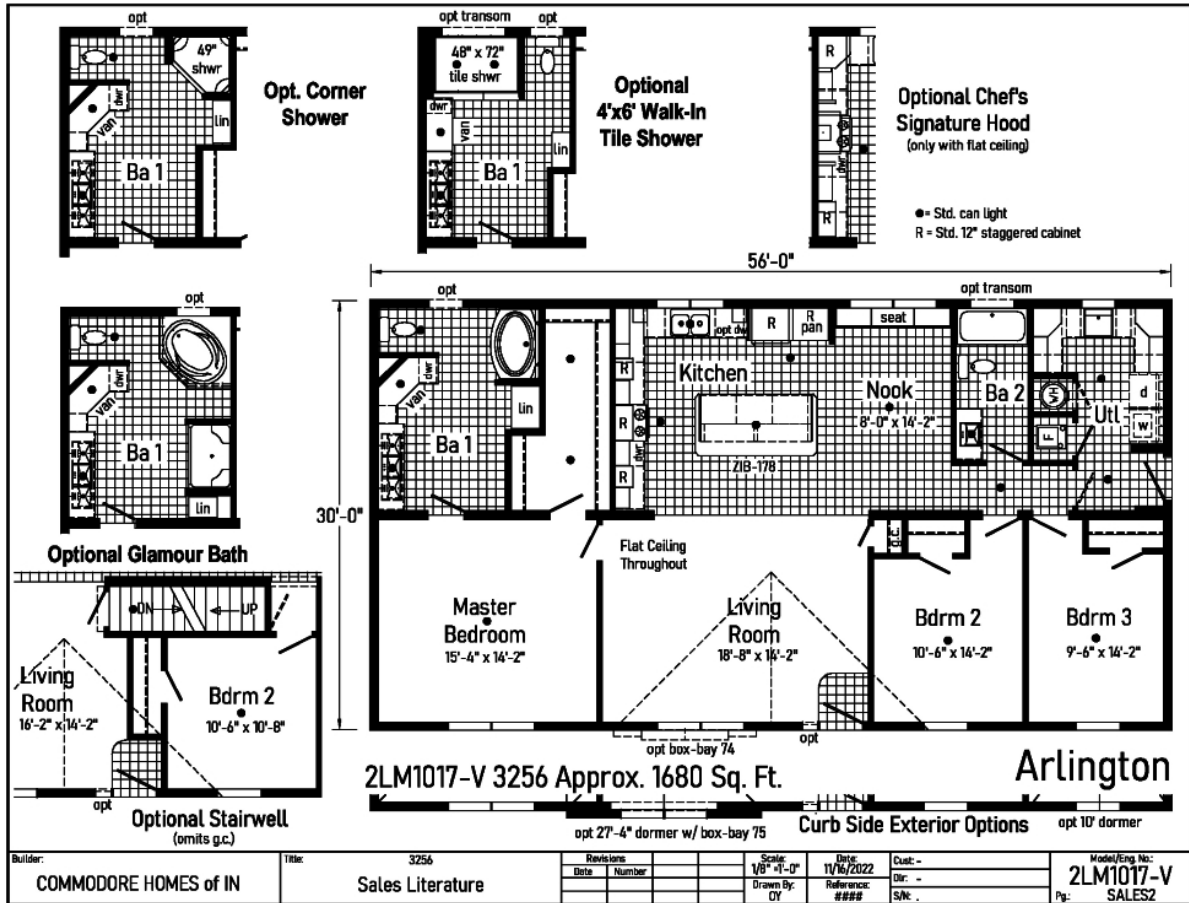 opt
49"
shwr
dwr
van
lin
Ba 1
Opt. Corner
Shower
opt transom
opt
48" x 72"
tile shwr
dwr
van
lin
Ba 1
Optional
4'x6' Walk-In
Tile Shower
R
dwr
R
Optional Chef's
Signature Hood
(only with flat ceiling)
●= Std. can light
R = Std. 12" staggered cabinet
opt
dwr
van
Ba 1
lin
Optional Glamour Bath
56'-0"
30'-0"
opt
opt transom
dwr
van
lin
Ba 1
R
R
dwr
R
opt dw
R
R
pan
seat
Kitchen
ZIB-178
Nook
8'-0" x 14'-2"
Ba 2
WH
F
Utl
d
w
g.c.
Flat Ceiling
Throughout
Master
Bedroom
15'-4" x 14'-2"
Living
Room
18'-8" x 14'-2"
Bdrm 2
10'-6" x 14'-2"
Bdrm 3
9'-6" x 14'-2"
opt box-bay 74
opt
DN
UP
Living
Room
16'-2" x 14'-2"
Bdrm 2
10'-6" x 10'-8"
opt
Optional Stairwell
(omits g.c.)
2LM1017-V 3256 Approx. 1680 Sq. Ft.
Arlington
opt 27'-4" dormer w/ box-bay 75
Curb Side Exterior Options
opt 10' dormer
Builder:
COMMODORE HOMES of IN
Title:
3256
Sales Literature
Revisions
Date Number
Scale:
1/8" =1'-0"
Drawn By:
OY
Date:
11/16/2022
Reference:
####
Cust: -
Dlr: -
S/N: .
Model/Eng. No.:
2LM1017-V
Pg.: SALES2